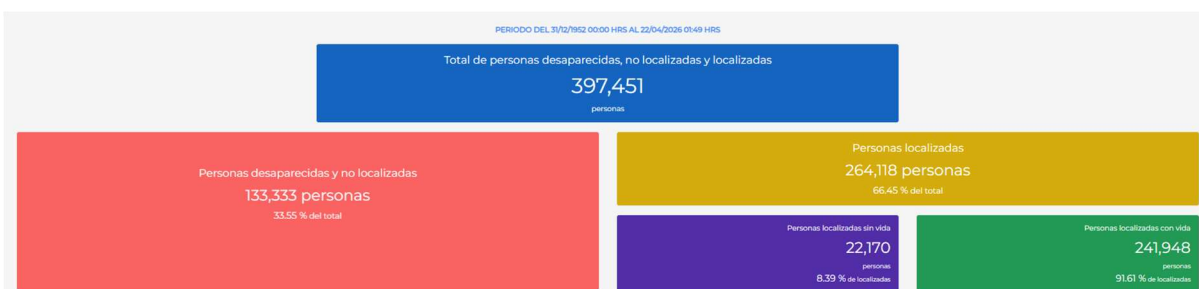 PERIODO DEL 31/12/1952 00:00 HRS AL 22/04/2026 01:49 HRS
Total de personas desaparecidas, no localizadas y localizadas
397,451
personas
Personas desaparecidas y no localizadas
133,333 personas
33.55 % del total
Personas localizadas
264,118 personas
66.45 % del total
Personas localizadas sin vida
22,170
personas
8.39 % de localizadas
Personas localizadas con vida
241,948
personas
91.61 % de localizadas